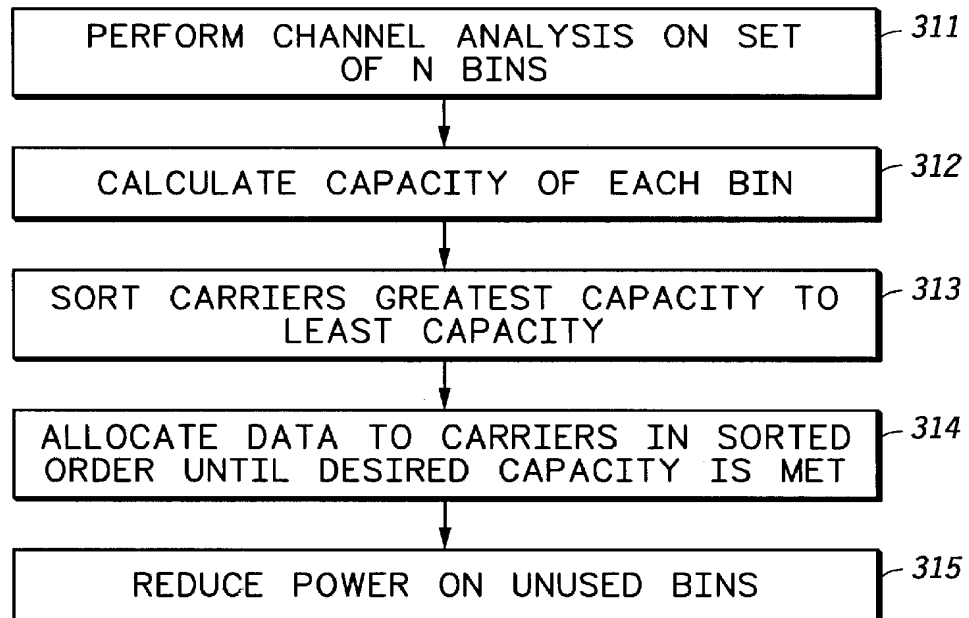 PERFORM CHANNEL ANALYSIS ON SET
OF N BINS
311
CALCULATE CAPACITY OF EACH BIN
312
SORT CARRIERS GREATEST CAPACITY TO
LEAST CAPACITY
313
ALLOCATE DATA TO CARRIERS IN SORTED
ORDER UNTIL DESIRED CAPACITY IS MET
314
REDUCE POWER ON UNUSED BINS
315